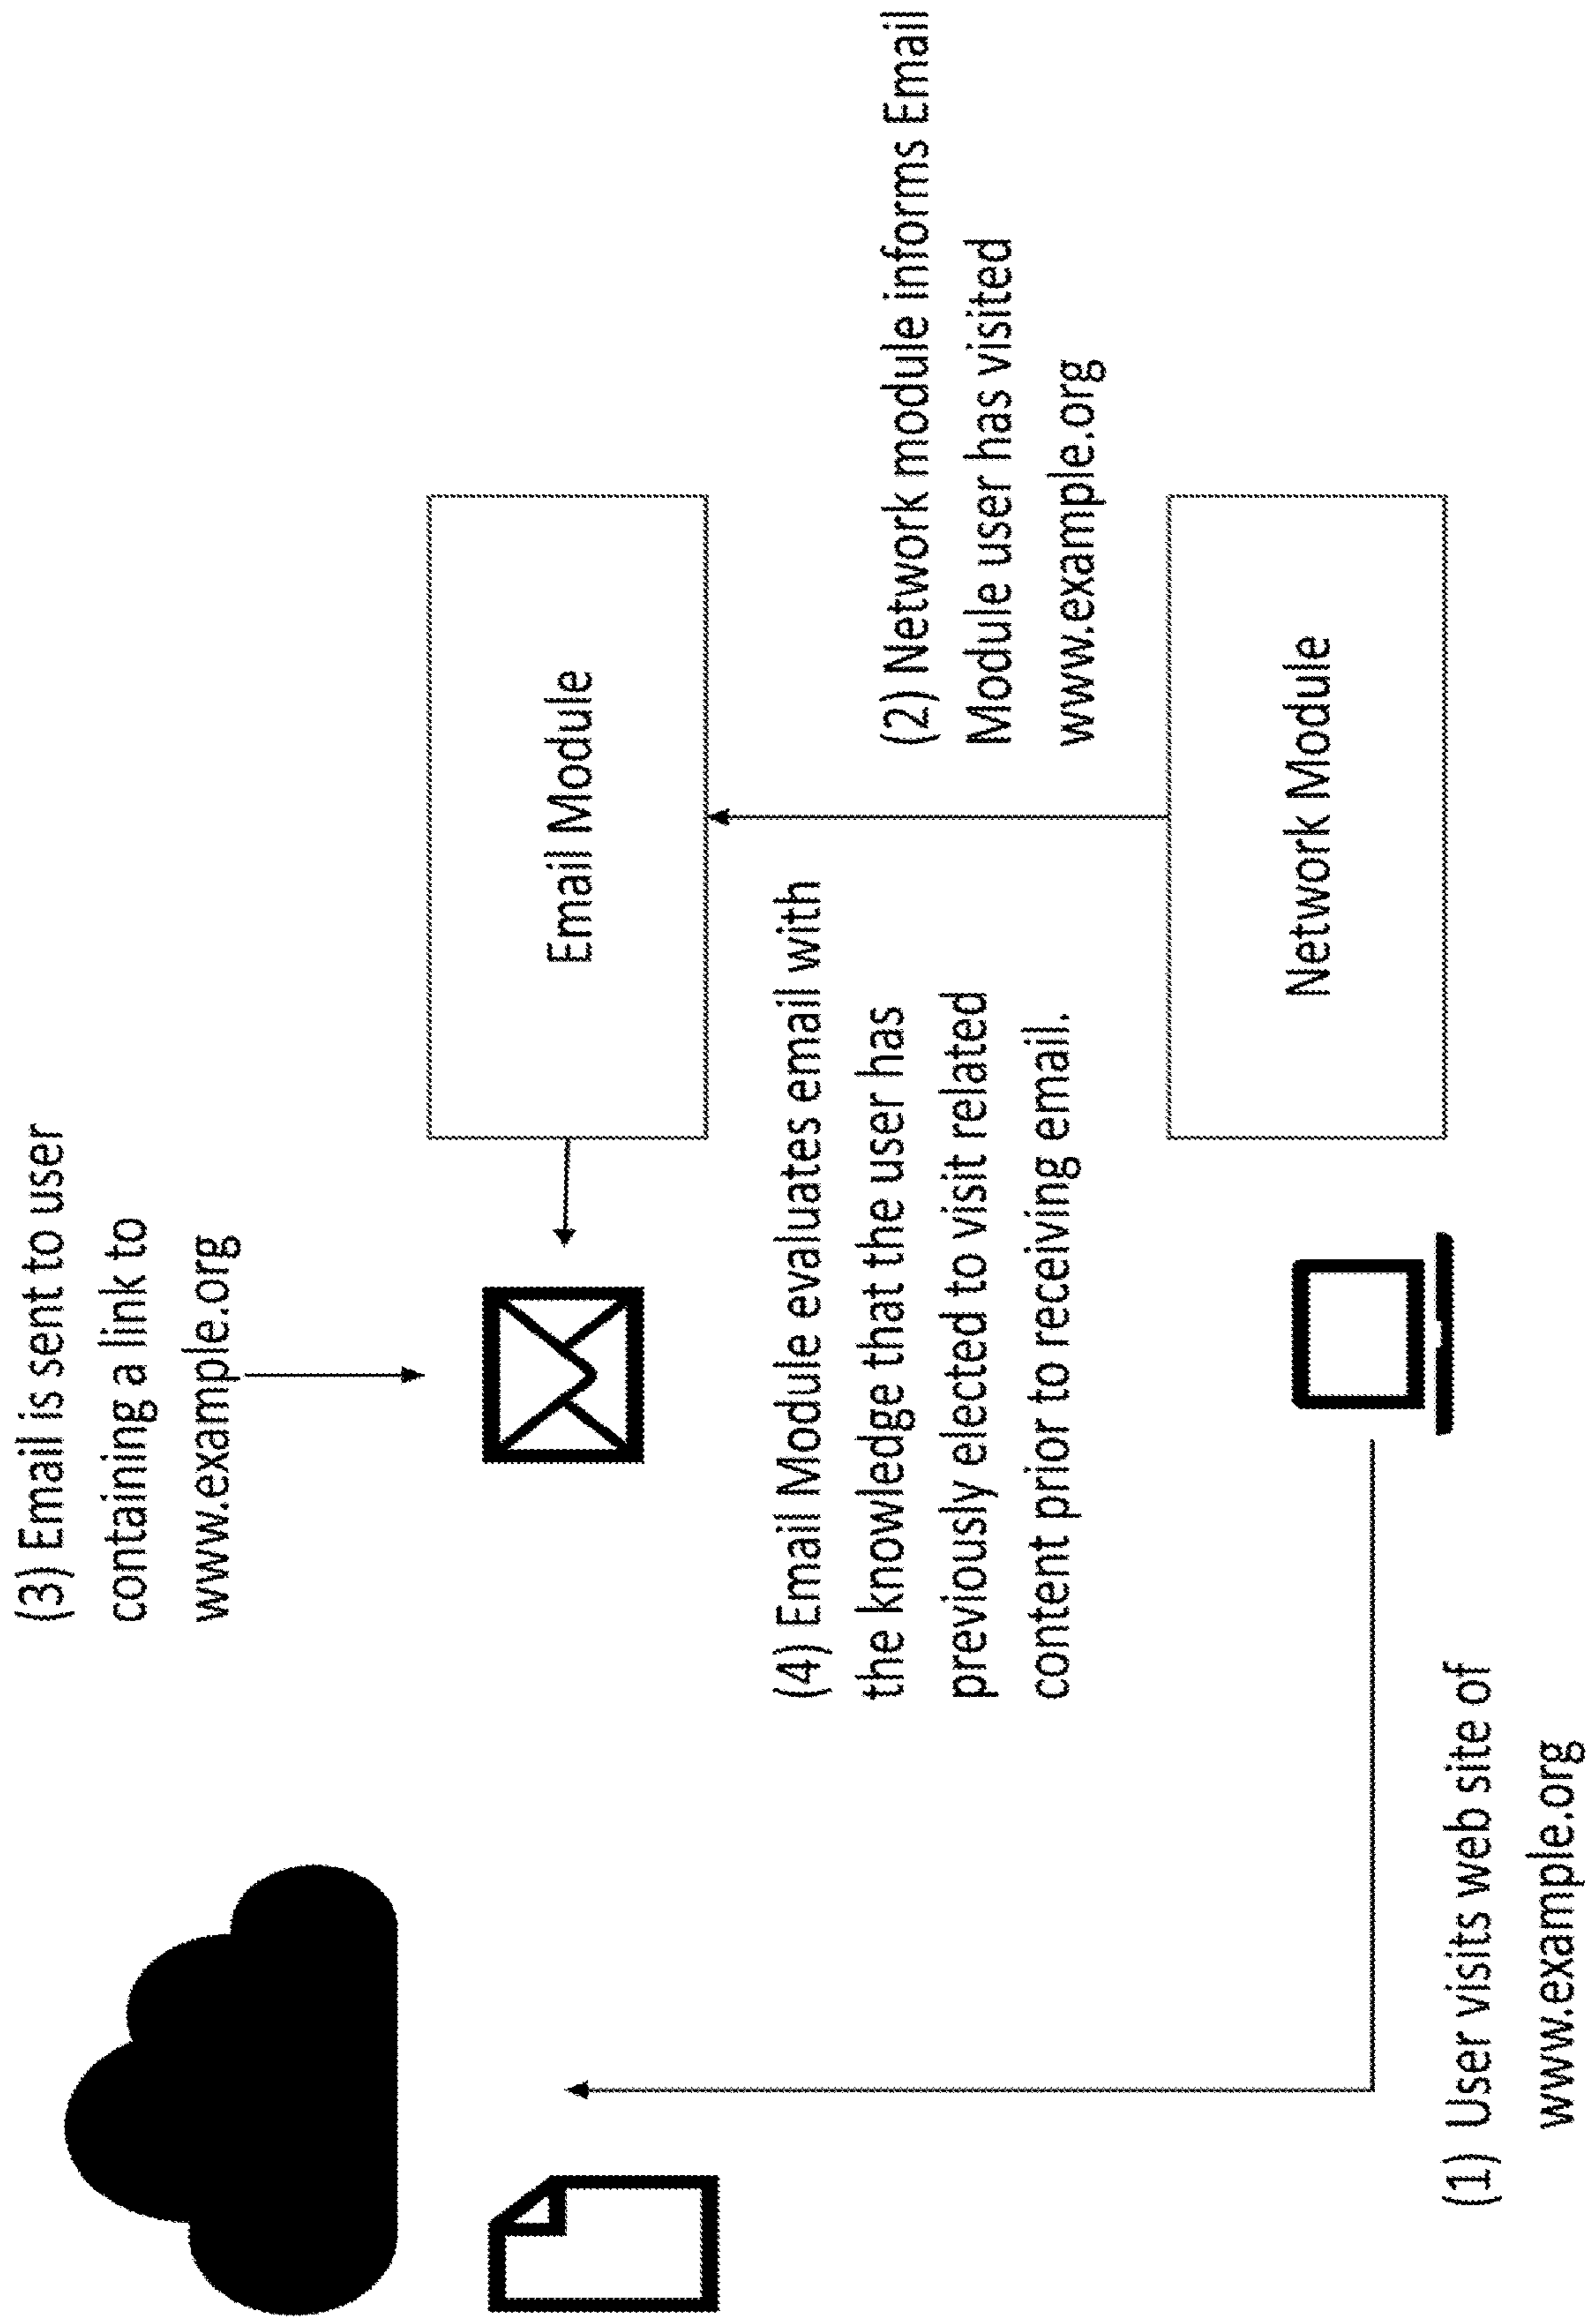 (3) Email is sent to user
containing a link to
www.example.org
Email Module
(4) Email Module evaluates email with
the knowledge that the user has
previously elected to visit related
content prior to receiving email.
(2) Network module informs Email
Module user has visited
www.example.org
Network Module
(1) User visits web site of
www.example.org